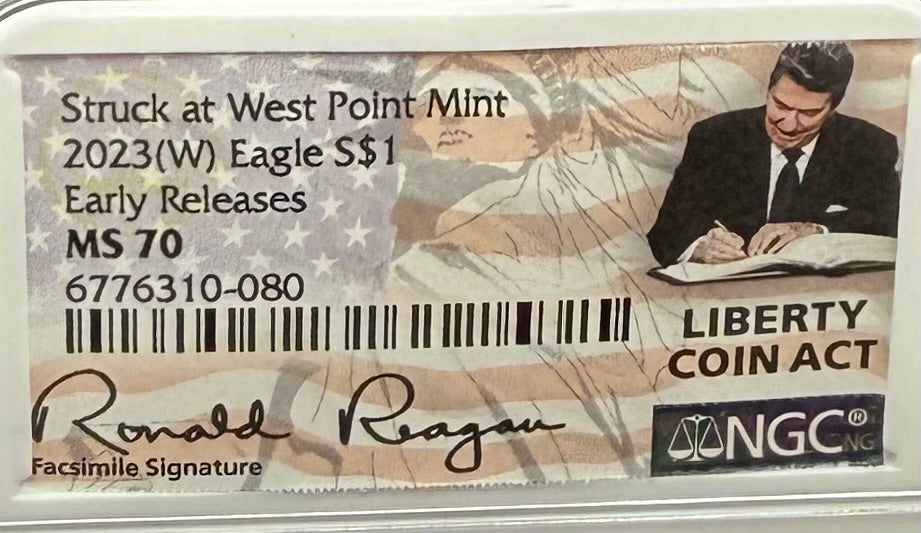 Struck at West Point Mint
2023(W) Eagle S$1
Early Releases
MS 70
6776310-080
LIBERTY
COIN ACT
Ronald Reagan
Facsimile Signature
NGC®